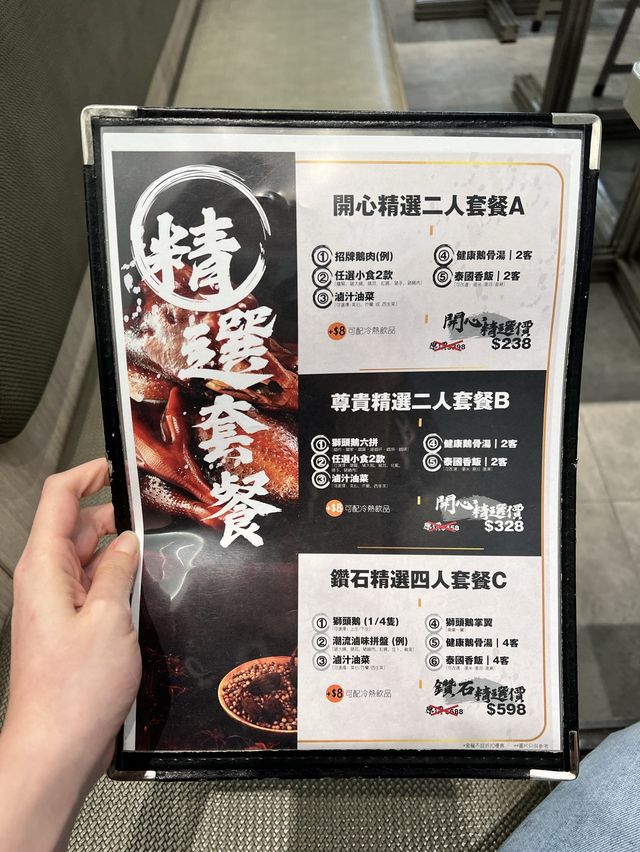 精選套餐
開心精選二人套餐A
① 招牌鵝肉(例)
② 任選小食2款
③ 滷汁油菜
④ 健康鵝骨湯 | 2客
⑤ 泰國香飯 | 2客
+$8 可配冷熱飲品
開心精選價
$238
尊貴精選二人套餐B
① 獅頭鵝六拼
② 任選小食2款
③ 滷汁油菜
④ 健康鵝骨湯 | 2客
⑤ 泰國香飯 | 2客
+$8 可配冷熱飲品
開心精選價
$328
鑽石精選四人套餐C
① 獅頭鵝 (1/4隻)
② 潮流滷味拼盤 (例)
③ 滷汁油菜
④ 獅頭鵝掌翼
⑤ 健康鵝骨湯 | 4客
⑥ 泰國香飯 | 4客
+$8 可配冷熱飲品
鑽石精選價
$598